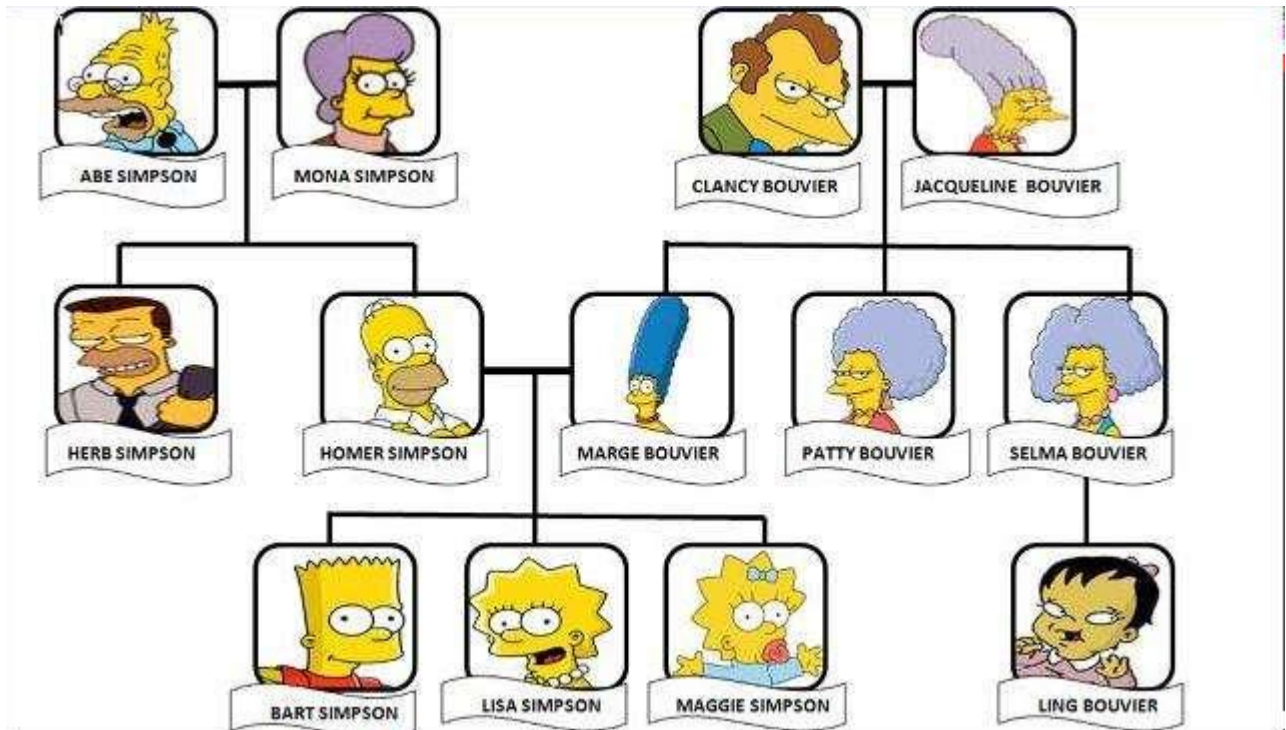 ABE SIMPSON
MONA SIMPSON
CLANCY BOUVIER
JACQUELINE BOUVIER
HERB SIMPSON
HOMER SIMPSON
MARGE BOUVIER
PATTY BOUVIER
SELMA BOUVIER
BART SIMPSON
LISA SIMPSON
MAGGIE SIMPSON
LING BOUVIER